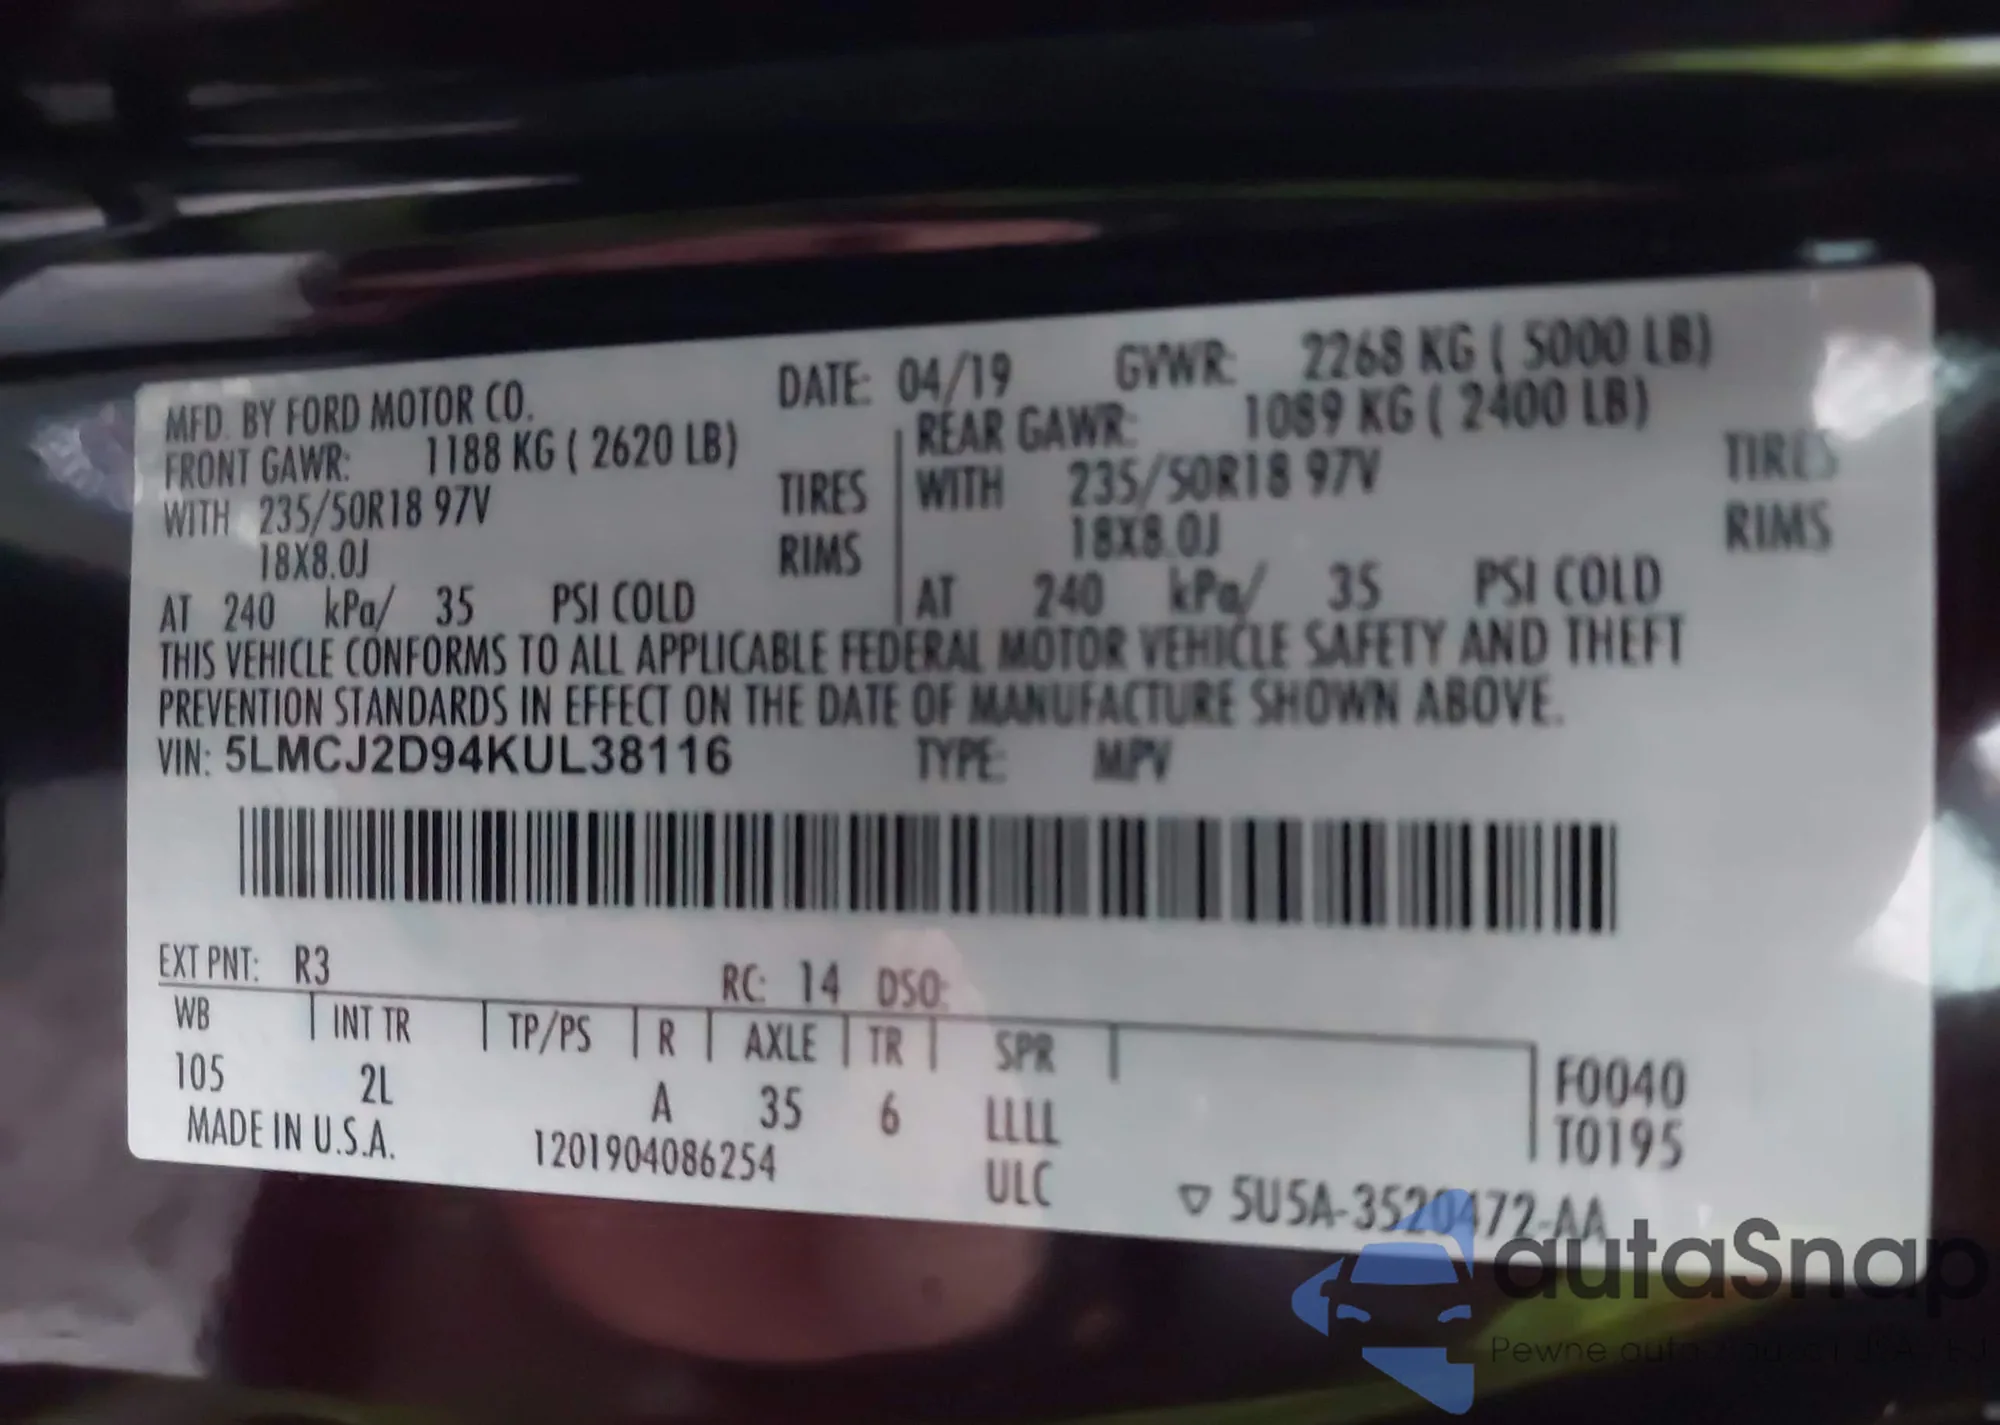 MFD. BY FORD MOTOR CO. DATE: 04/19 GVWR: 2268 KG ( 5000 LB)
FRONT GAWR: 1188 KG ( 2620 LB) REAR GAWR: 1089 KG ( 2400 LB)
WITH 235/50R18 97V TIRES WITH 235/50R18 97V TIRES
18X8.0J RIMS 18X8.0J RIMS
AT 240 kPa/ 35 PSI COLD AT 240 kPa/ 35 PSI COLD
THIS VEHICLE CONFORMS TO ALL APPLICABLE FEDERAL MOTOR VEHICLE SAFETY AND THEFT
PREVENTION STANDARDS IN EFFECT ON THE DATE OF MANUFACTURE SHOWN ABOVE.
VIN: 5LMCJ2D94KUL38116 TYPE: MPV
EXT PNT: R3 RC: 14 DSO:
WB INT TR TP/PS R AXLE TR SPR
105 2L A 35 6 LLLL F0040
MADE IN U.S.A. 1201904086254 ULC T0195
5U5A-3520472-AA
autaSnap
Pewne